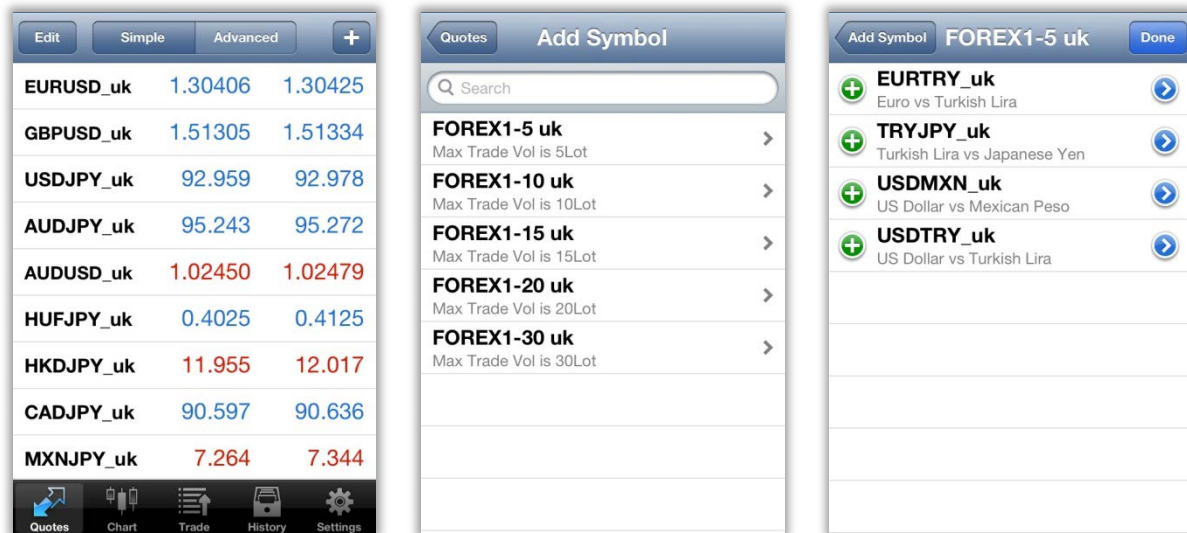 Edit Simple Advanced +
EURUSD_uk 1.30406 1.30425
GBPUSD_uk 1.51305 1.51334
USDJPY_uk 92.959 92.978
AUDJPY_uk 95.243 95.272
AUDUSD_uk 1.02450 1.02479
HUFJPY_uk 0.4025 0.4125
HKDJPY_uk 11.955 12.017
CADJPY_uk 90.597 90.636
MXNJPY_uk 7.264 7.344
Quotes Chart Trade History Settings
Quotes Add Symbol
Search
FOREX1-5 uk
Max Trade Vol is 5Lot
FOREX1-10 uk
Max Trade Vol is 10Lot
FOREX1-15 uk
Max Trade Vol is 15Lot
FOREX1-20 uk
Max Trade Vol is 20Lot
FOREX1-30 uk
Max Trade Vol is 30Lot
Add Symbol FOREX1-5 uk Done
EURTRY_uk
Euro vs Turkish Lira
TRYJPY_uk
Turkish Lira vs Japanese Yen
USDMXN_uk
US Dollar vs Mexican Peso
USDTRY_uk
US Dollar vs Turkish Lira